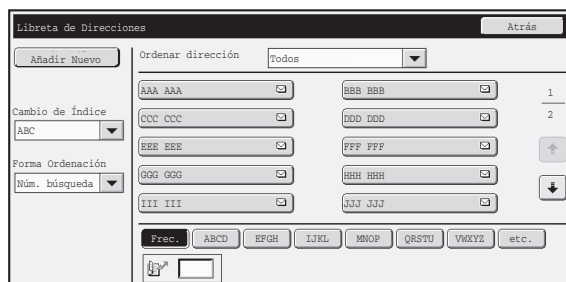 Libreta de Direcciones
Atrás
Añadir Nuevo
Ordenar dirección
Todos
Cambio de Índice
ABC
Forma Ordenación
Núm. búsqueda
AAA AAA
BBB BBB
CCC CCC
DDD DDD
EEE EEE
FFF FFF
GGG GGG
HHH HHH
III III
JJJ JJJ
1
2
Frec. ABCD EFGH IJKL MNOP QRSTU VWXYZ etc.